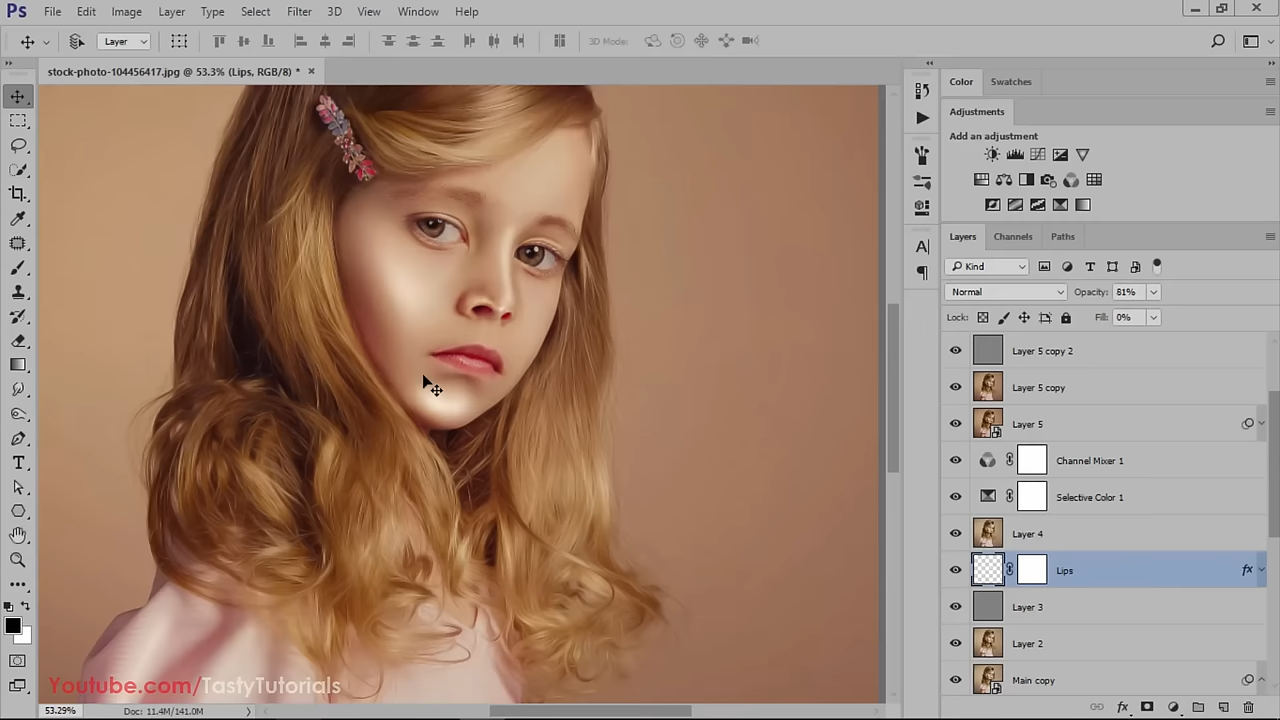 Ps File Edit Image Layer Type Select Filter 3D View Window Help
Layer 3D Mode:
stock-photo-104456417.jpg @ 53.3% (Lips, RGB/8) * ×
Color Swatches
Adjustments
Add an adjustment
Layers Channels Paths
Kind T
Normal Opacity: 81%
Lock: Fill: 0%
Layer 5 copy 2
Layer 5 copy
Layer 5
Channel Mixer 1
Selective Color 1
Layer 4
Lips fx
Layer 3
Layer 2
Main copy
Youtube.com/TastyTutorials
53.29% Doc: 11.4M/141.0M
fx